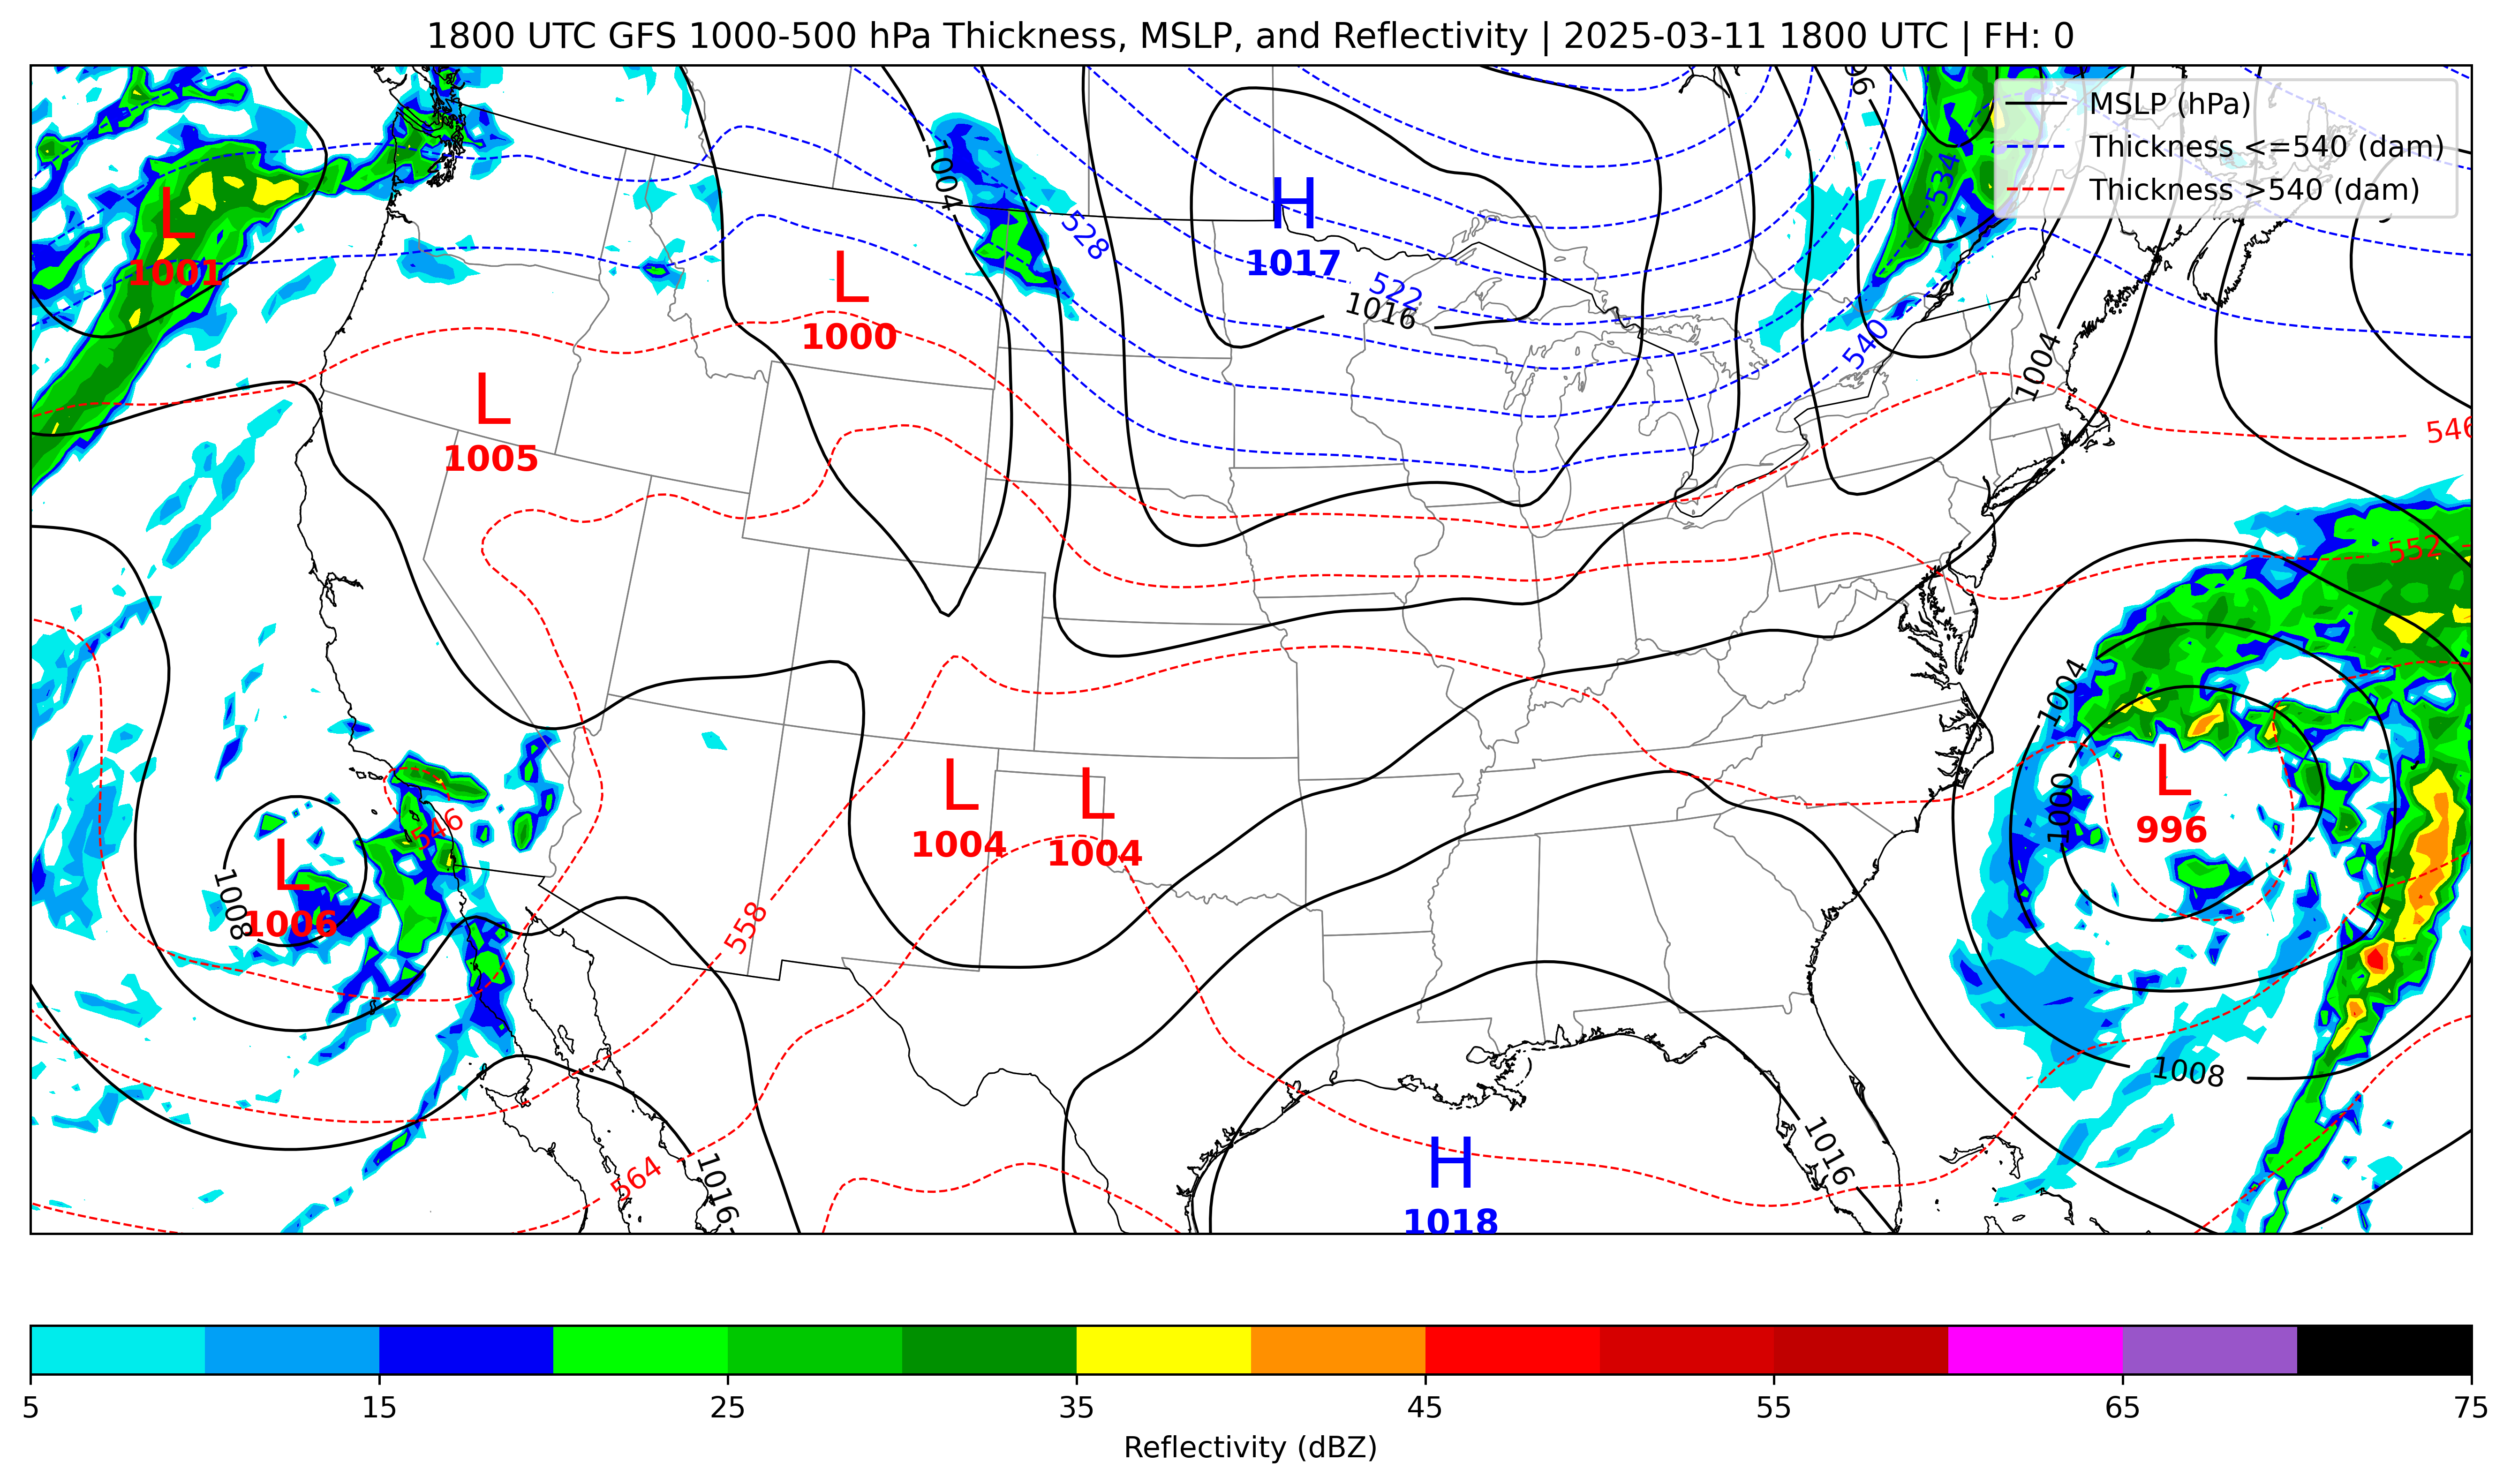 1800 UTC GFS 1000-500 hPa Thickness, MSLP, and Reflectivity | 2025-03-11 1800 UTC | FH: 0
MSLP (hPa)
Thickness <=540 (dam)
Thickness >540 (dam)
96
534
1004
H
1017
528
522
1016
L
1001
L
1000
540
1004
L
1005
546
552
1004
1000
L
996
L
1004
L
1004
546
L
1006
1008
558
1008
564
1016
H
1018
1016
5
15
25
35
45
55
65
75
Reflectivity (dBZ)